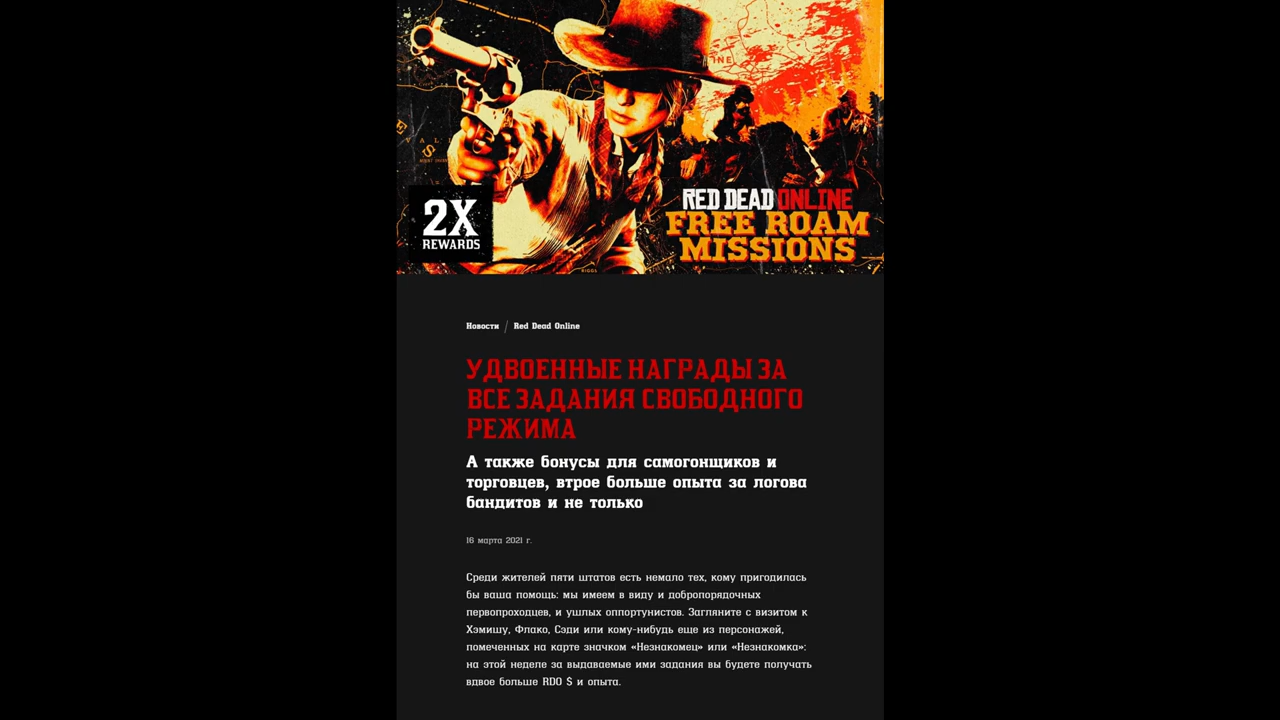 2X
REWARDS
RED DEAD ONLINE
FREE ROAM
MISSIONS
Новости / Red Dead Online
УДВОЕННЫЕ НАГРАДЫ ЗА
ВСЕ ЗАДАНИЯ СВОБОДНОГО
РЕЖИМА
А также бонусы для самогонщиков и
торговцев, втрое больше опыта за логова
бандитов и не только
16 марта 2021 г.
Среди жителей пяти штатов есть немало тех, кому пригодилась
бы ваша помощь: мы имеем в виду и добропорядочных
первопроходцев, и ушлых оппортунистов. Загляните с визитом к
Хэмишу, Флако, Сэди или кому-нибудь еще из персонажей,
помеченных на карте значком «Незнакомец» или «Незнакомка»:
на этой неделе за выдаваемые ими задания вы будете получать
вдвое больше RDO $ и опыта.